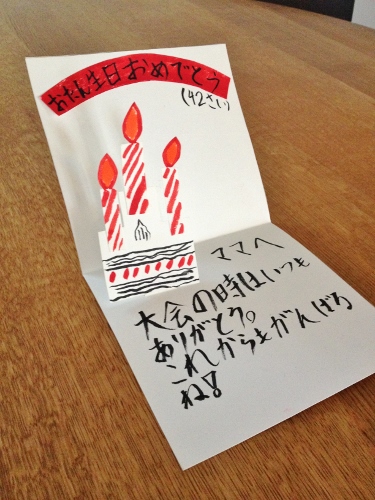 おたん生日おめでとう
(42さい)
ママへ
大会の時はいつも
ありがとう。
これからもがんばろ
ね!